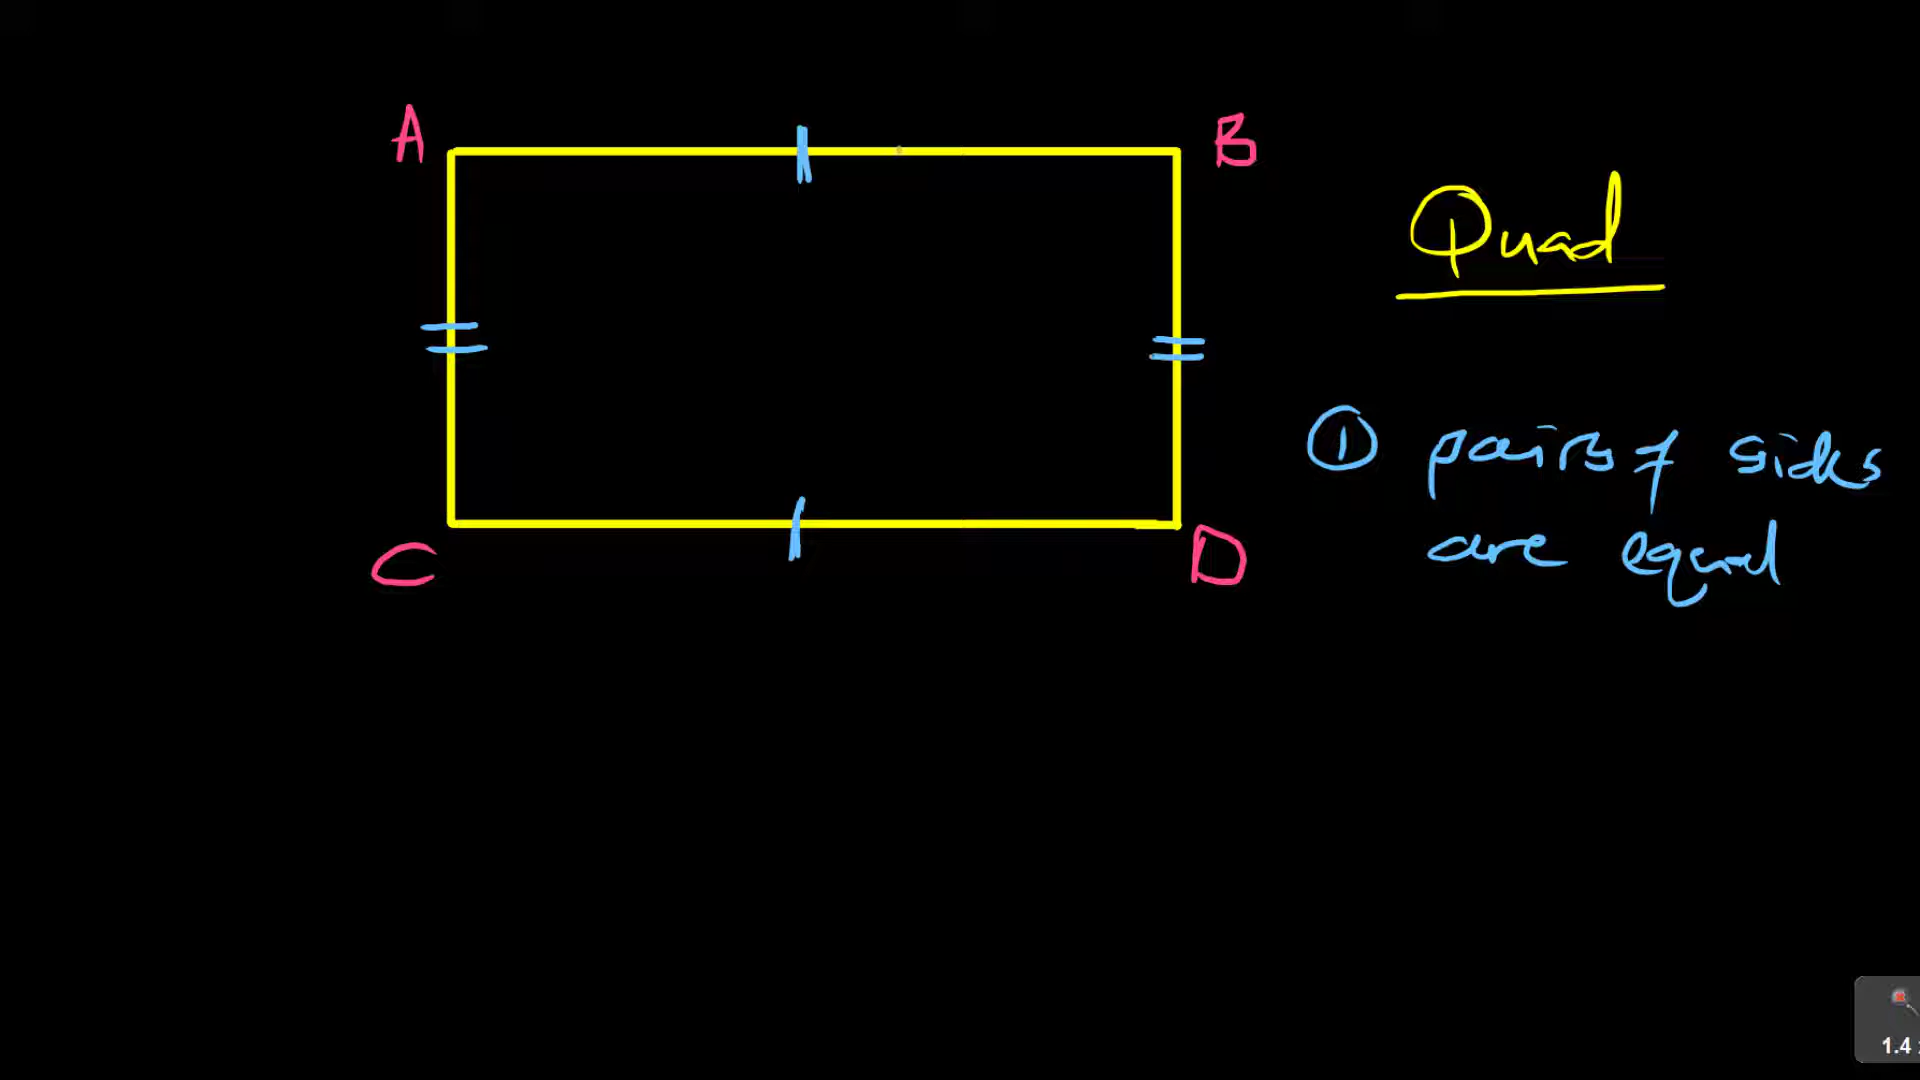 A
B
Quad
① pairs of sides
are equal
C
D
1.4